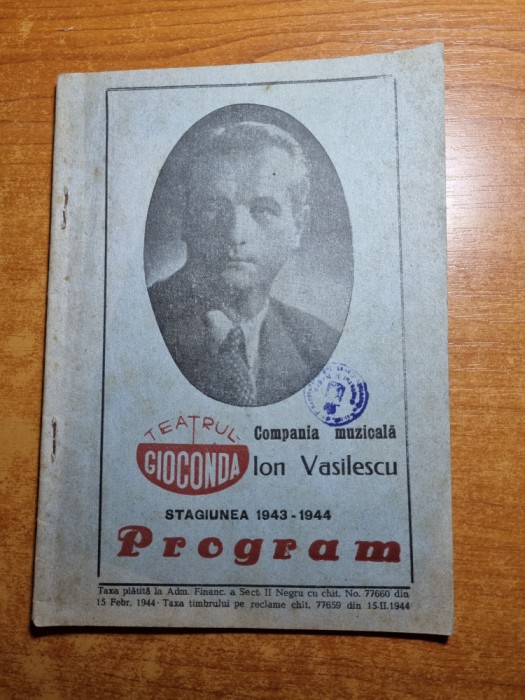 TEATRUL
GIOCONDA
Compania muzicală
Ion Vasilescu
STAGIUNEA 1943-1944
Program
Taxa plătită la Adm. Financ. a Sect. II Negru cu chit. No. 77660 din
15 Febr. 1944 · Taxa timbrului pe reclame chit. 77659 din 15-II.1944